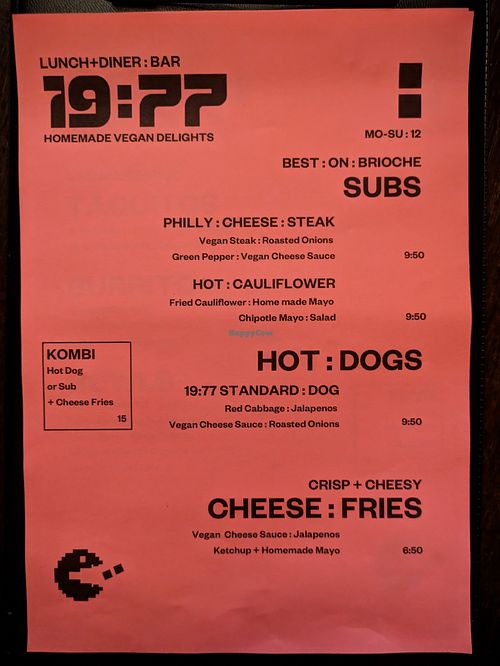 LUNCH+DINER : BAR
19:77
HOMEMADE VEGAN DELIGHTS
MO-SU : 12
BEST : ON : BRIOCHE
SUBS
PHILLY : CHEESE : STEAK
Vegan Steak : Roasted Onions
Green Pepper : Vegan Cheese Sauce 9:50
HOT : CAULIFLOWER
Fried Cauliflower : Home made Mayo
Chipotle Mayo : Salad 9:50
HappyCow
KOMBI
Hot Dog
or Sub
+ Cheese Fries
15
HOT : DOGS
19:77 STANDARD : DOG
Red Cabbage : Jalapenos
Vegan Cheese Sauce : Roasted Onions 9:50
CRISP + CHEESY
CHEESE : FRIES
Vegan Cheese Sauce : Jalapenos
Ketchup + Homemade Mayo 6:50